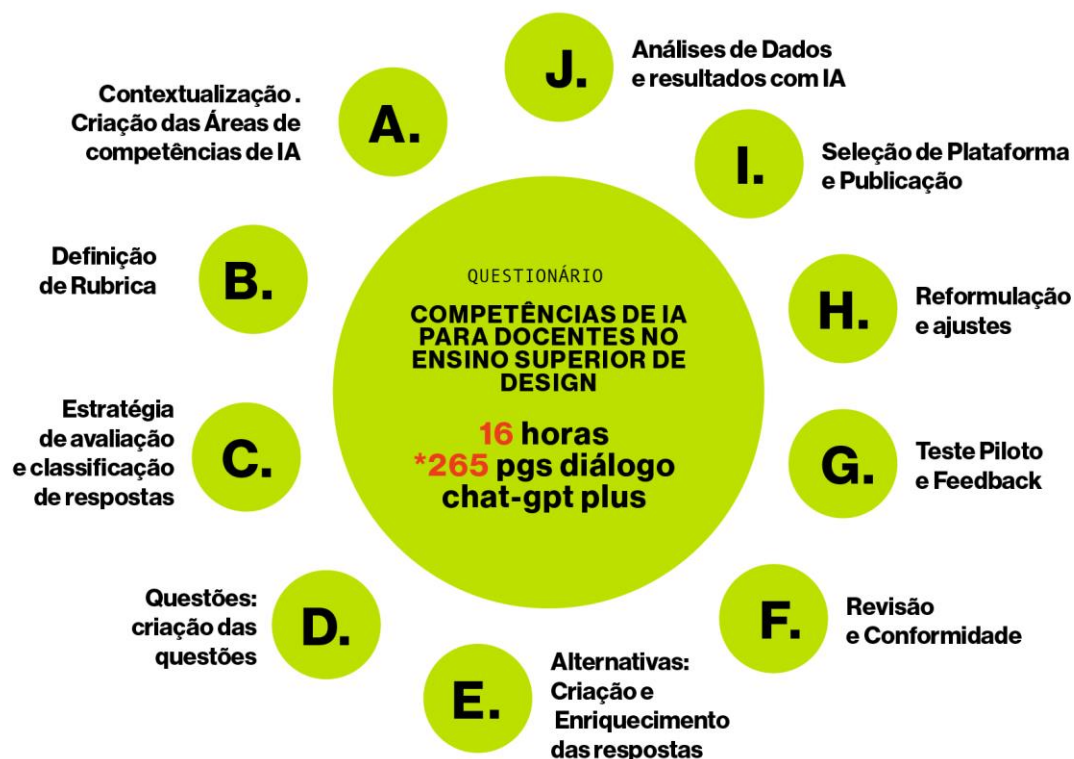 QUESTIONÁRIO
COMPETÊNCIAS DE IA
PARA DOCENTES NO
ENSINO SUPERIOR DE
DESIGN
16 horas
*265 pgs diálogo
chat-gpt plus
A.
Contextualização .
Criação das Áreas de
competências de IA
B.
Definição
de Rubrica
C.
Estratégia
de avaliação
e classificação
de respostas
D.
Questões:
criação das
questões
E.
Alternativas:
Criação e
Enriquecimento
das respostas
F.
Revisão
e Conformidade
G.
Teste Piloto
e Feedback
H.
Reformulação
e ajustes
I.
Seleção de Plataforma
e Publicação
J.
Análises de Dados
e resultados com IA